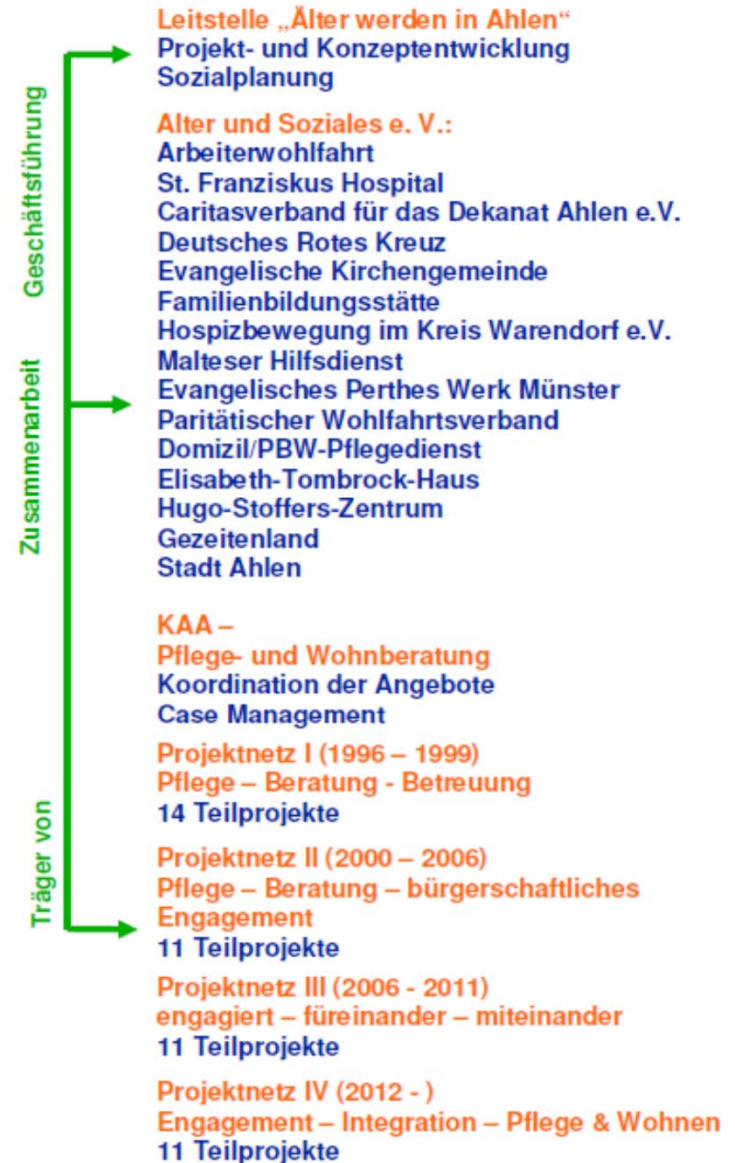 Geschäftsführung
Zusammenarbeit
Träger von
Leitstelle „Älter werden in Ahlen“
Projekt- und Konzeptentwicklung
Sozialplanung
Alter und Soziales e. V.:
Arbeiterwohlfahrt
St. Franziskus Hospital
Caritasverband für das Dekanat Ahlen e.V.
Deutsches Rotes Kreuz
Evangelische Kirchengemeinde
Familienbildungsstätte
Hospizbewegung im Kreis Warendorf e.V.
Malteser Hilfsdienst
Evangelisches Perthes Werk Münster
Paritätischer Wohlfahrtsverband
Domizil/PBW-Pflegedienst
Elisabeth-Tombrock-Haus
Hugo-Stoffers-Zentrum
Gezeitenland
Stadt Ahlen
KAA –
Pflege- und Wohnberatung
Koordination der Angebote
Case Management
Projektnetz I (1996 – 1999)
Pflege – Beratung - Betreuung
14 Teilprojekte
Projektnetz II (2000 – 2006)
Pflege – Beratung – bürgerschaftliches
Engagement
11 Teilprojekte
Projektnetz III (2006 - 2011)
engagiert – füreinander – miteinander
11 Teilprojekte
Projektnetz IV (2012 - )
Engagement – Integration – Pflege & Wohnen
11 Teilprojekte